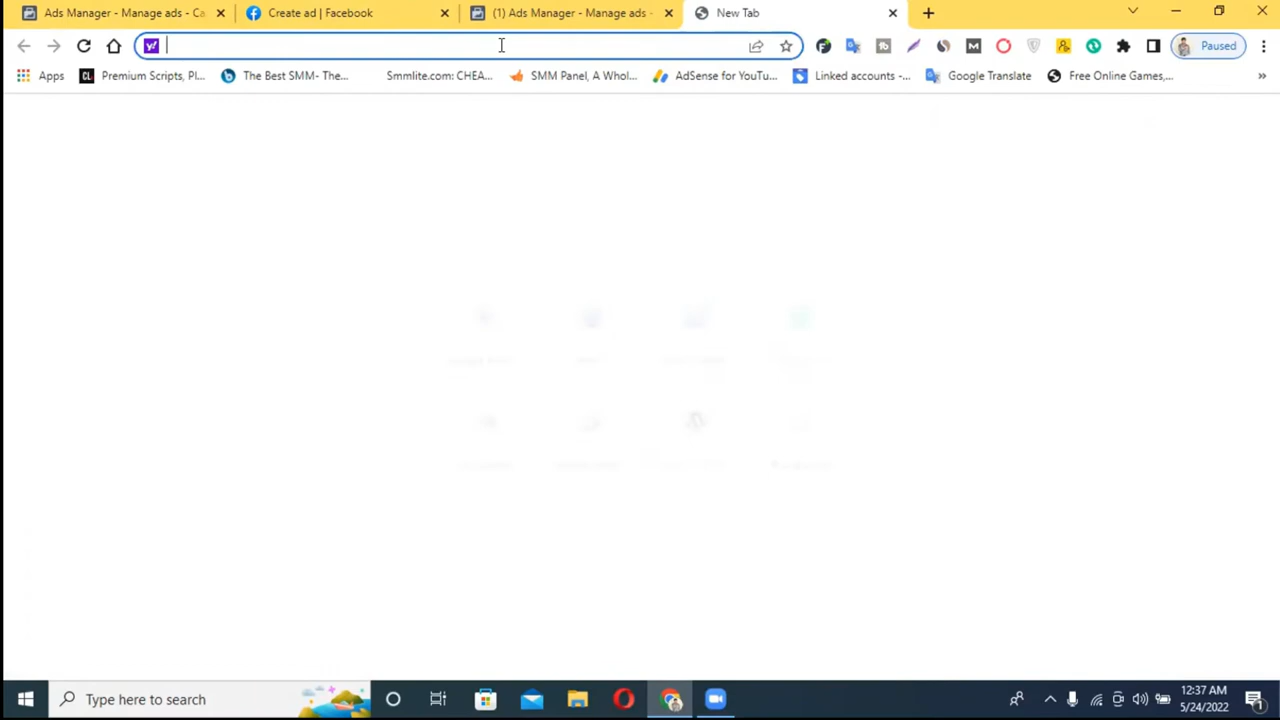 Ads Manager - Manage ads - Ca
Create ad | Facebook
(1) Ads Manager - Manage ads -
New Tab
y!
Paused
Apps
CL Premium Scripts, Pl...
The Best SMM- The...
Smmlite.com: CHEA...
SMM Panel, A Whol...
AdSense for YouTu...
Linked accounts -...
Google Translate
Free Online Games,...
»
Type here to search
12:37 AM
5/24/2022
1